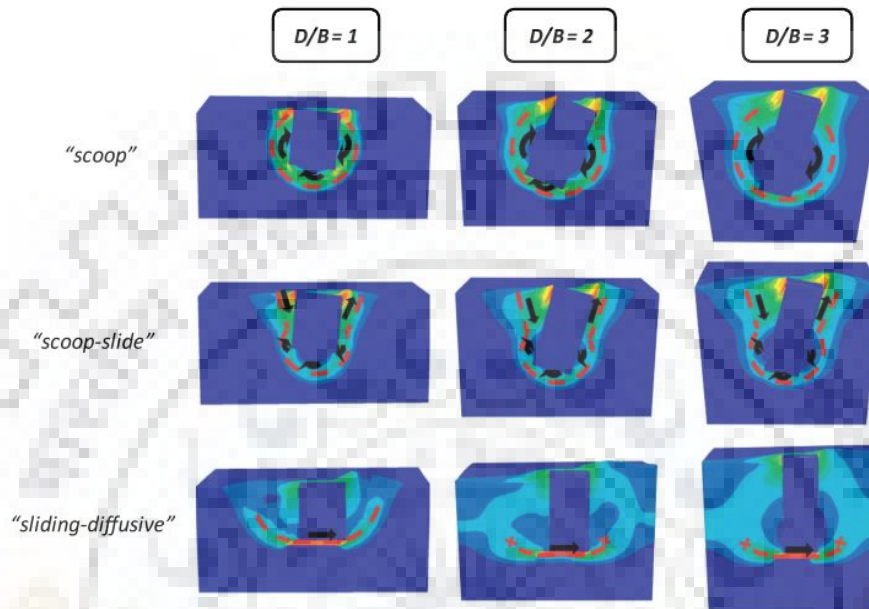 D/B= 1
D/B= 2
D/B= 3
“scoop”
“scoop-slide”
“sliding-diffusive”